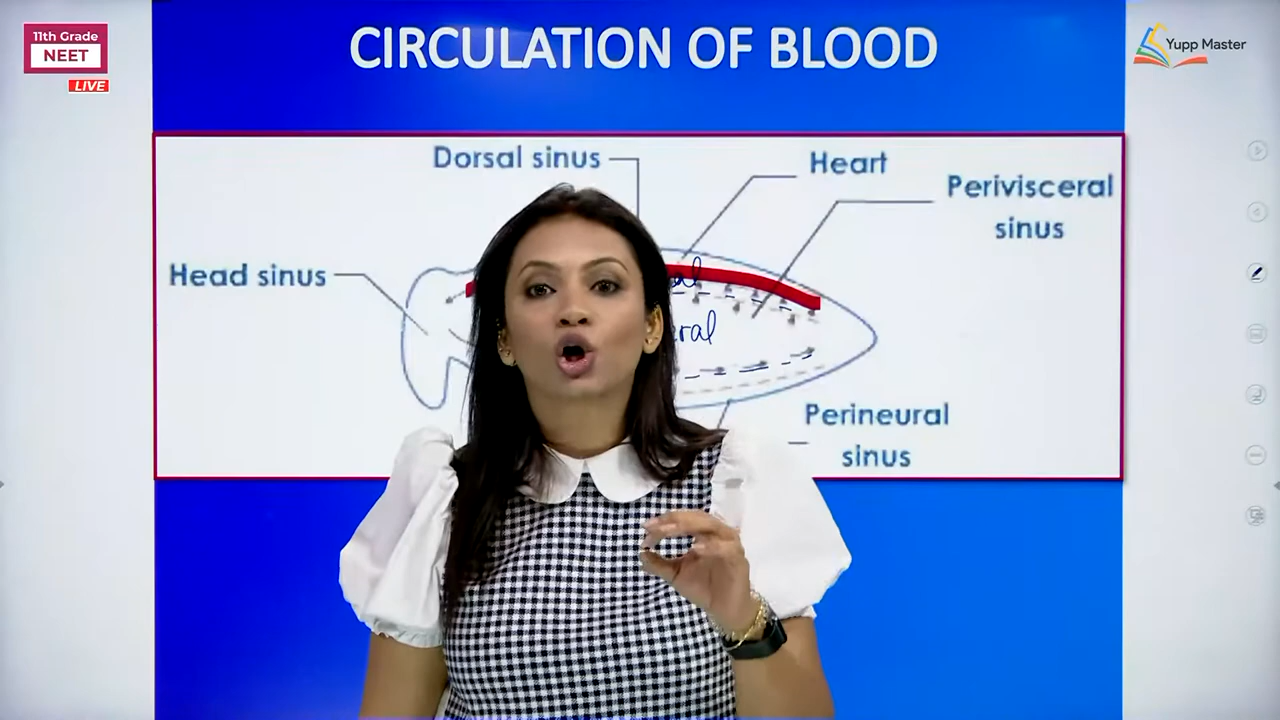 11th Grade
NEET
LIVE
CIRCULATION OF BLOOD
Yupp Master
Dorsal sinus
Heart
Perivisceral
sinus
Head sinus
Perineural
sinus